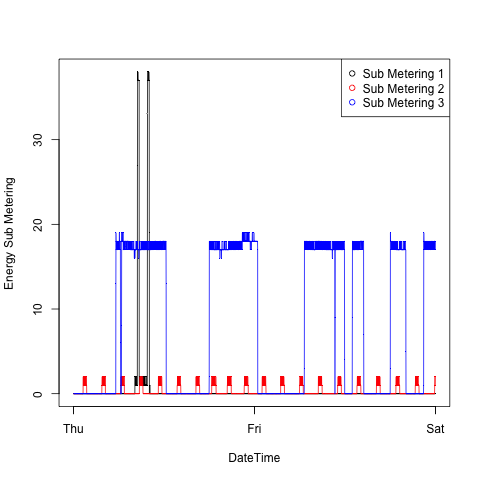 Sub Metering 1
Sub Metering 2
Sub Metering 3
Energy Sub Metering
30
20
10
0
Thu Fri Sat
DateTime